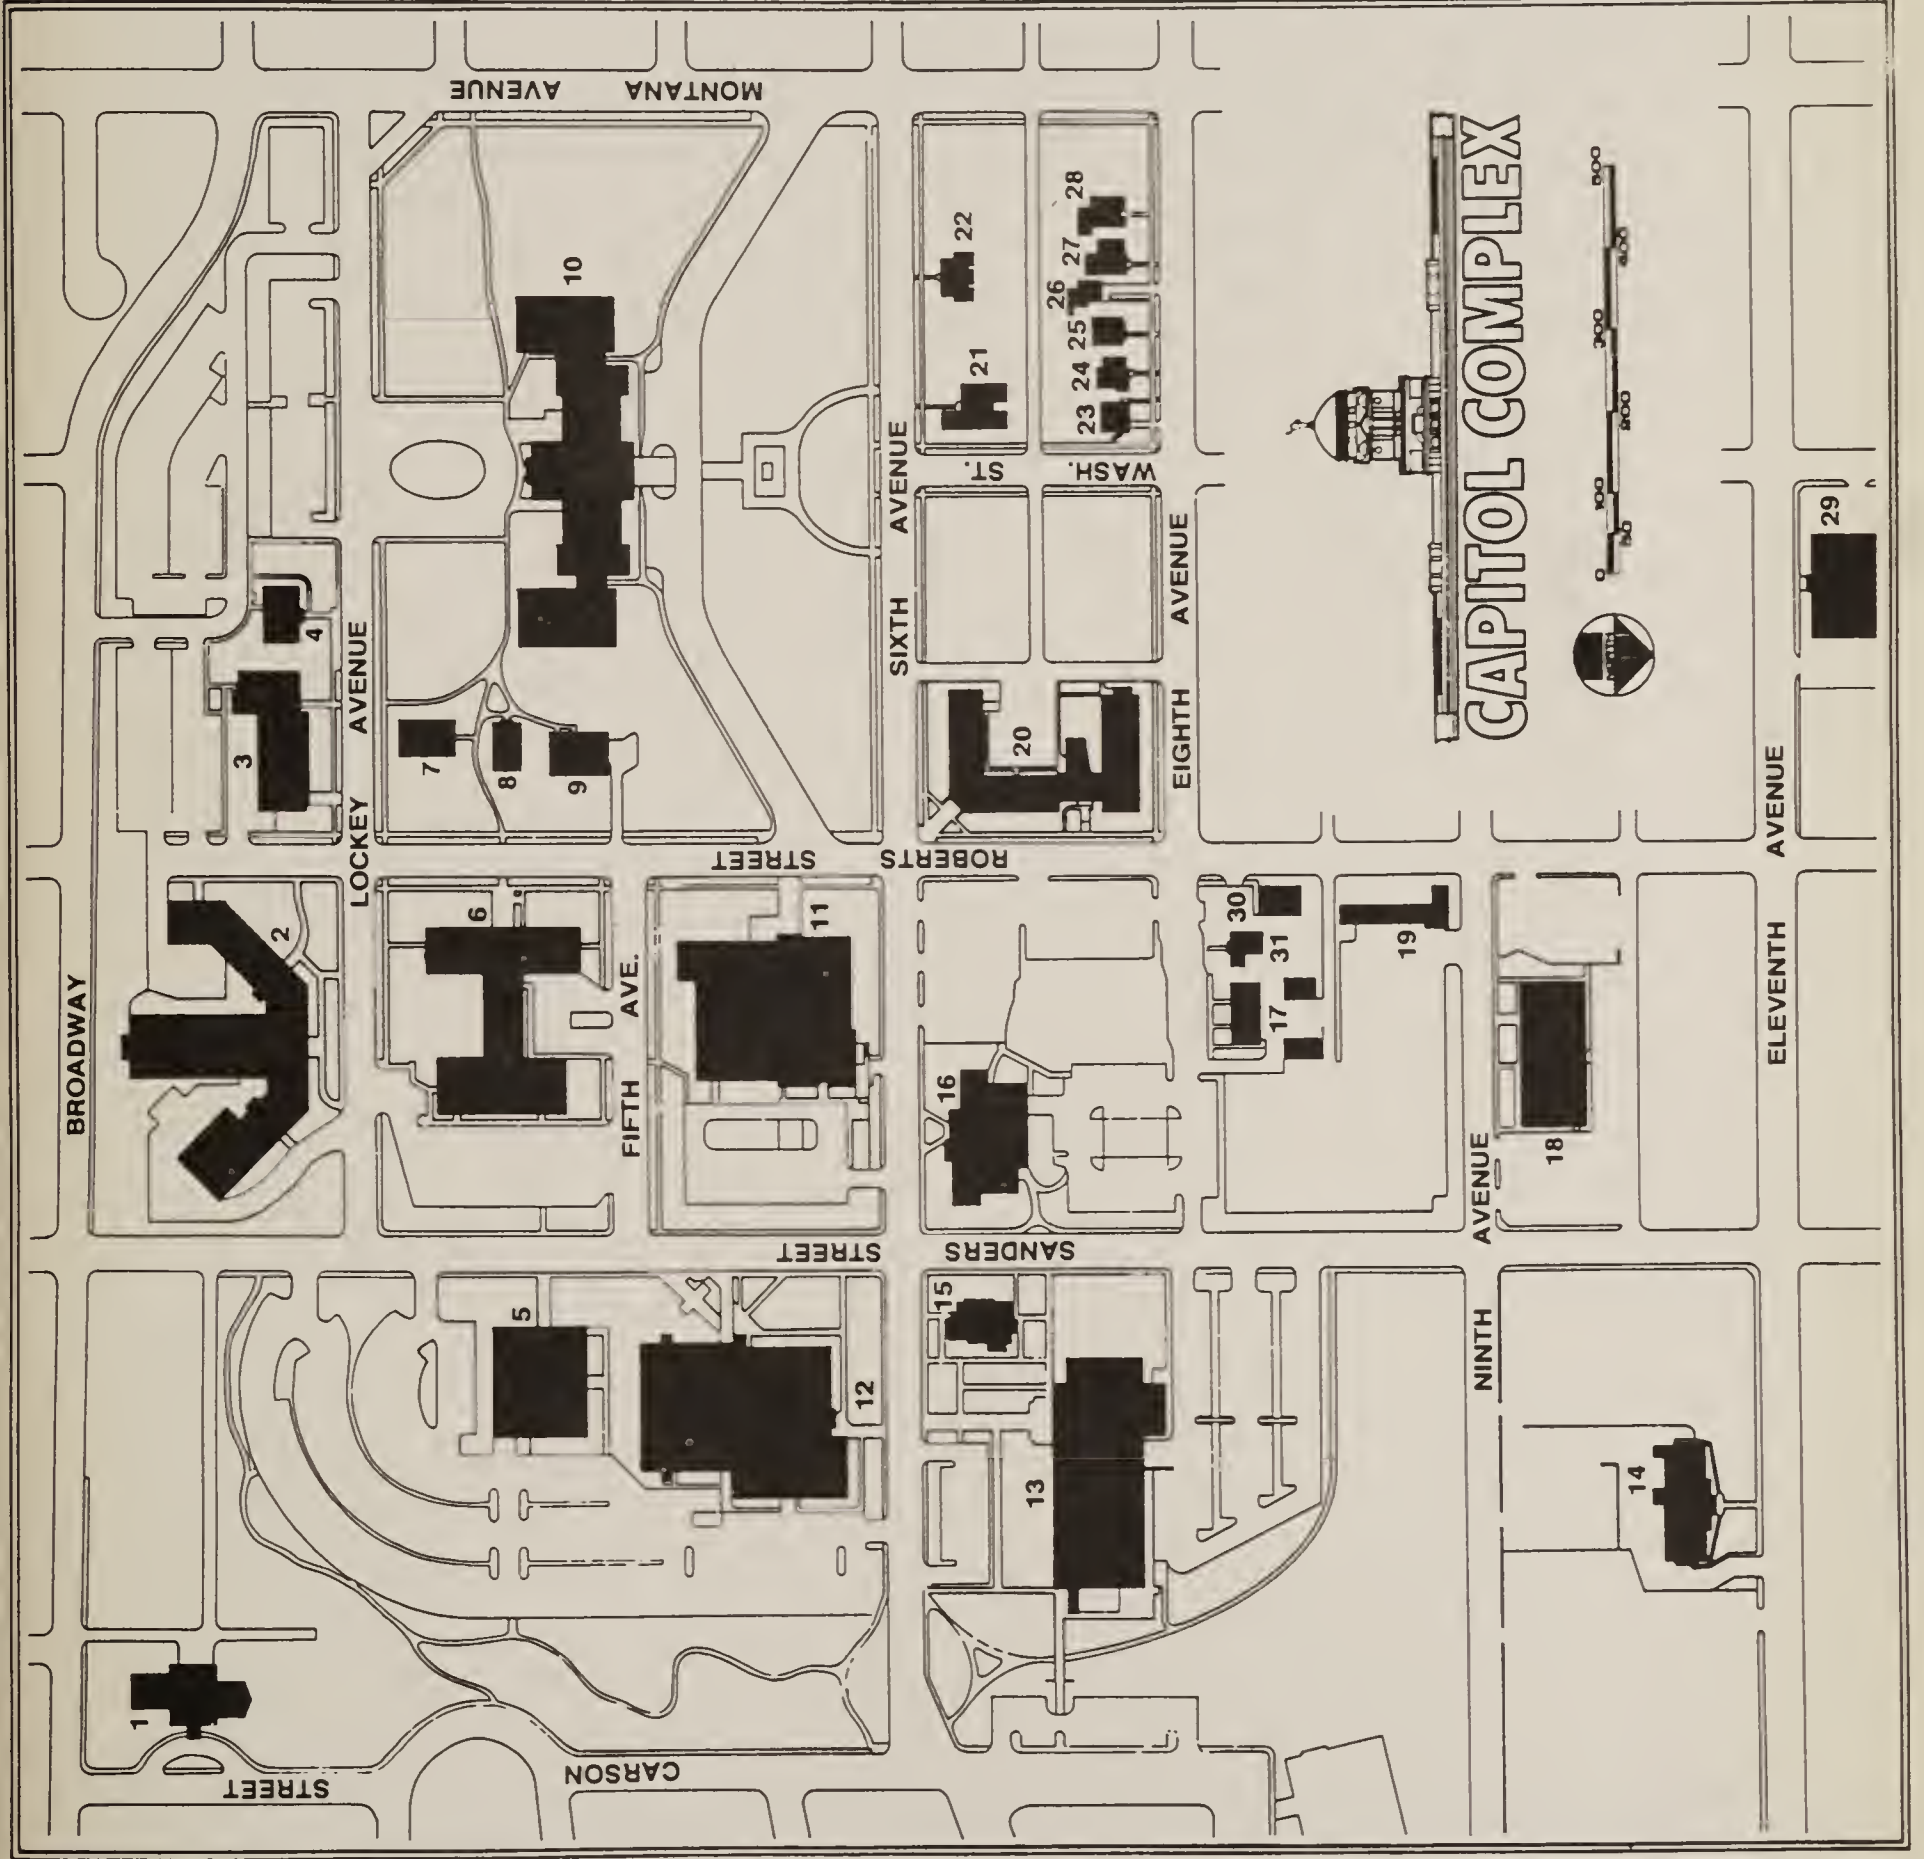 CAPITOL COMPLEX
0
50
100
200
300
400
500
MONTANA AVENUE
BROADWAY
LOCKEY AVENUE
FIFTH AVE.
SIXTH AVENUE
WASH. ST.
EIGHTH AVENUE
ROBERTS STREET
SANDERS STREET
NINTH AVENUE
ELEVENTH AVENUE
CARSON STREET
1
2
3
4
5
6
7
8
9
10
11
12
13
14
15
16
17
18
19
20
21
22
23
24
25
26
27
28
29
30
31